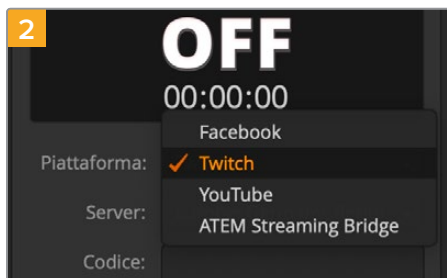 2
OFF
00:00:00
Facebook
Piattaforma: ✓ Twitch
YouTube
Server:
ATEM Streaming Bridge
Codice: